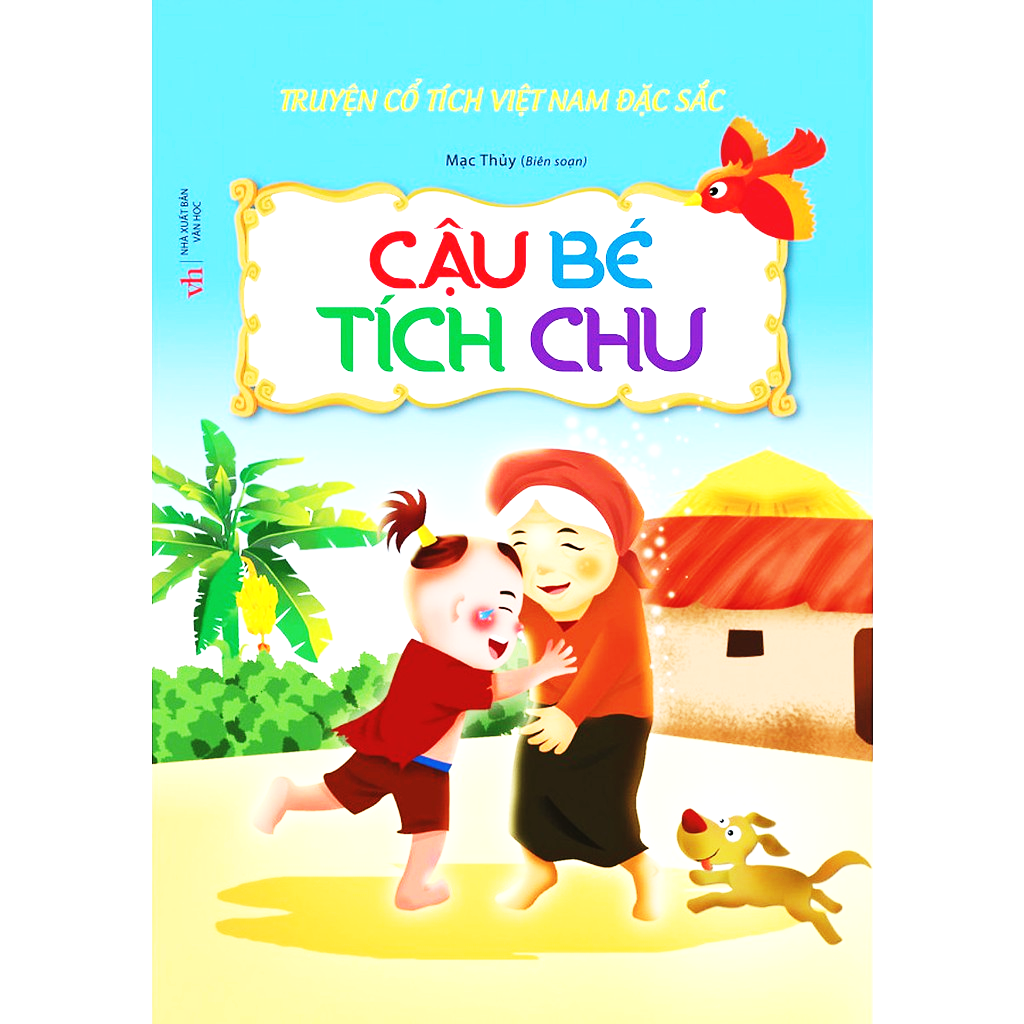 TRUYỆN CỔ TÍCH VIỆT NAM ĐẶC SẮC
Mạc Thủy (Biên soạn)
vh
NHÀ XUẤT BẢN
VĂN HỌC
CẬU BÉ
TÍCH CHU